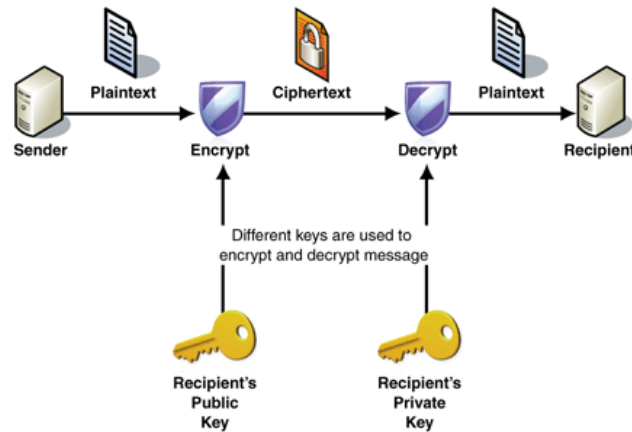 Plaintext
Ciphertext
Plaintext
Sender
Encrypt
Decrypt
Recipient
Different keys are used to
encrypt and decrypt message
Recipient's
Public
Key
Recipient's
Private
Key